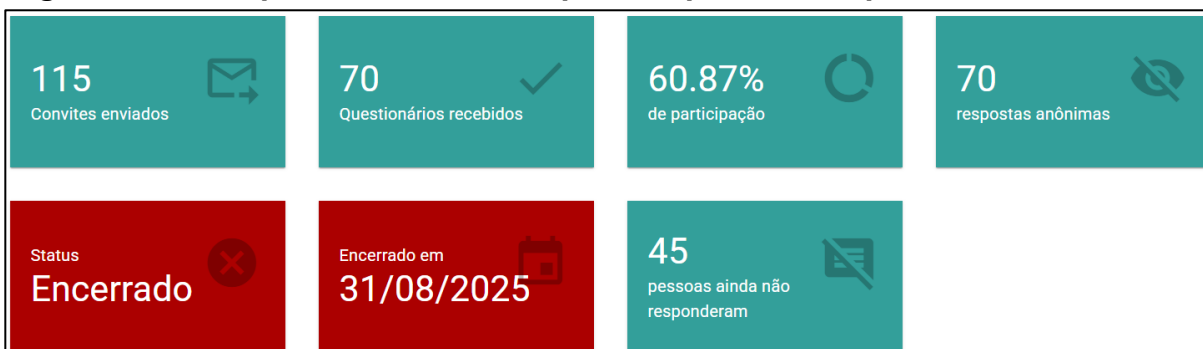 115
Convites enviados
70
Questionários recebidos
60.87%
de participação
70
respostas anônimas
Status
Encerrado
Encerrado em
31/08/2025
45
pessoas ainda não
responderam